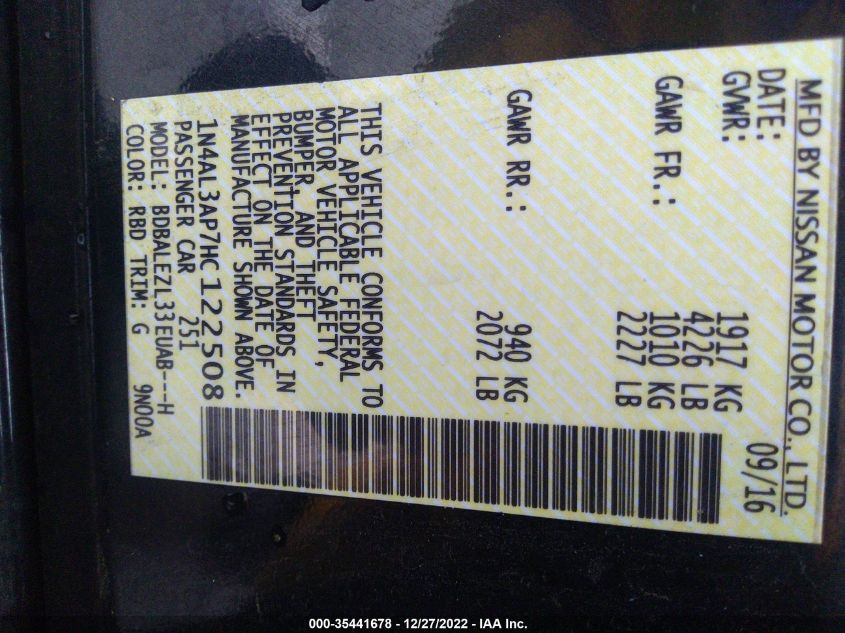 MFD BY NISSAN MOTOR CO., LTD.
DATE: 09/16
GVWR: 1917 KG
4226 LB
GAWR FR.: 1010 KG
2227 LB
GAWR RR.: 940 KG
2072 LB
THIS VEHICLE CONFORMS TO
ALL APPLICABLE FEDERAL
MOTOR VEHICLE SAFETY,
BUMPER, AND THEFT
PREVENTION STANDARDS IN
EFFECT ON THE DATE OF
MANUFACTURE SHOWN ABOVE.
1N4AL3AP7HC122508
PASSENGER CAR 251
MODEL: BDBALEZL33EUAB---H
COLOR: RBD TRIM: G 9N00A
000-35441678 - 12/27/2022 - IAA Inc.